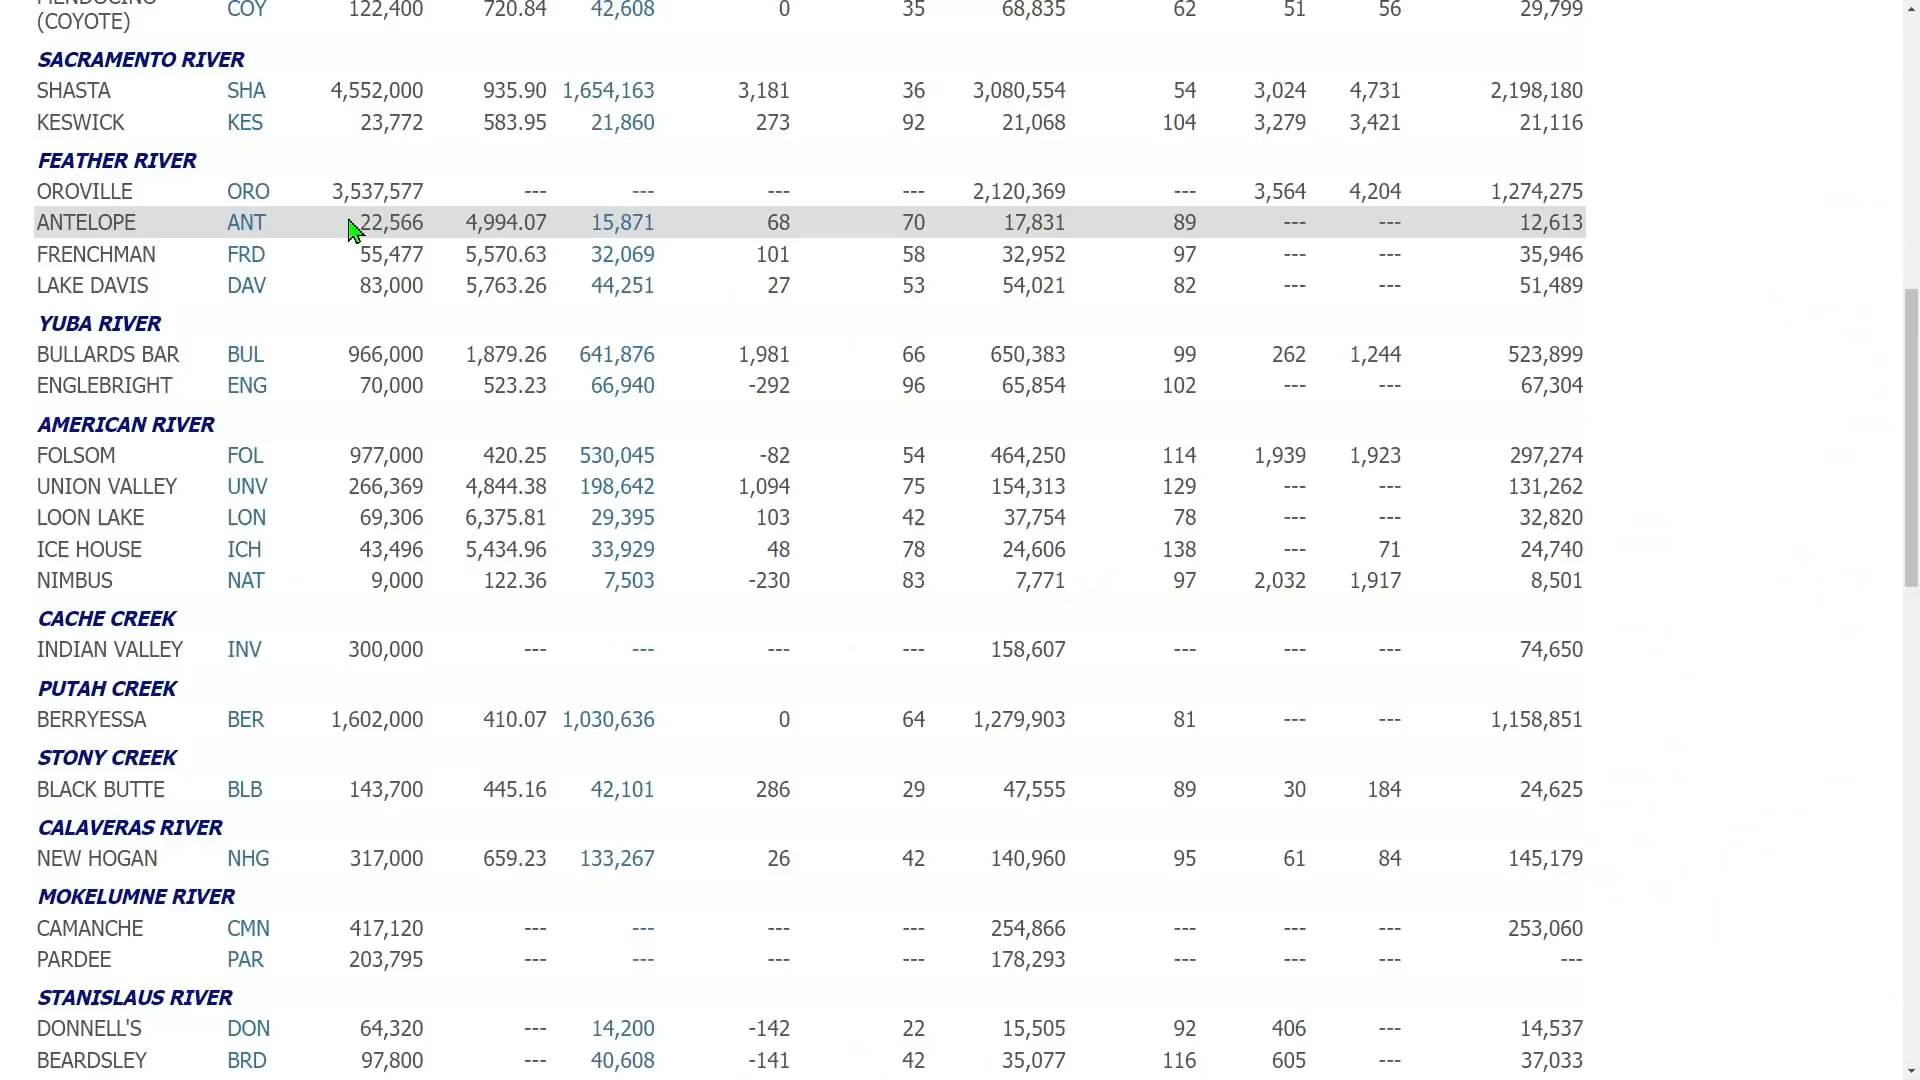 (COYOTE) COY 122,400 720.84 42,608 0 35 68,835 62 51 56 29,799
SACRAMENTO RIVER
SHASTA SHA 4,552,000 935.90 1,654,163 3,181 36 3,080,554 54 3,024 4,731 2,198,180
KESWICK KES 23,772 583.95 21,860 273 92 21,068 104 3,279 3,421 21,116
FEATHER RIVER
OROVILLE ORO 3,537,577 --- --- --- --- 2,120,369 --- 3,564 4,204 1,274,275
ANTELOPE ANT 22,566 4,994.07 15,871 68 70 17,831 89 --- --- 12,613
FRENCHMAN FRD 55,477 5,570.63 32,069 101 58 32,952 97 --- --- 35,946
LAKE DAVIS DAV 83,000 5,763.26 44,251 27 53 54,021 82 --- --- 51,489
YUBA RIVER
BULLARDS BAR BUL 966,000 1,879.26 641,876 1,981 66 650,383 99 262 1,244 523,899
ENGLEBRIGHT ENG 70,000 523.23 66,940 -292 96 65,854 102 --- --- 67,304
AMERICAN RIVER
FOLSOM FOL 977,000 420.25 530,045 -82 54 464,250 114 1,939 1,923 297,274
UNION VALLEY UNV 266,369 4,844.38 198,642 1,094 75 154,313 129 --- --- 131,262
LOON LAKE LON 69,306 6,375.81 29,395 103 42 37,754 78 --- --- 32,820
ICE HOUSE ICH 43,496 5,434.96 33,929 48 78 24,606 138 --- 71 24,740
NIMBUS NAT 9,000 122.36 7,503 -230 83 7,771 97 2,032 1,917 8,501
CACHE CREEK
INDIAN VALLEY INV 300,000 --- --- --- --- 158,607 --- --- --- 74,650
PUTAH CREEK
BERRYESSA BER 1,602,000 410.07 1,030,636 0 64 1,279,903 81 --- --- 1,158,851
STONY CREEK
BLACK BUTTE BLB 143,700 445.16 42,101 286 29 47,555 89 30 184 24,625
CALAVERAS RIVER
NEW HOGAN NHG 317,000 659.23 133,267 26 42 140,960 95 61 84 145,179
MOKELUMNE RIVER
CAMANCHE CMN 417,120 --- --- --- --- 254,866 --- --- --- 253,060
PARDEE PAR 203,795 --- --- --- --- 178,293 --- --- --- ---
STANISLAUS RIVER
DONNELL'S DON 64,320 --- 14,200 -142 22 15,505 92 406 --- 14,537
BEARDSLEY BRD 97,800 --- 40,608 -141 42 35,077 116 605 --- 37,033